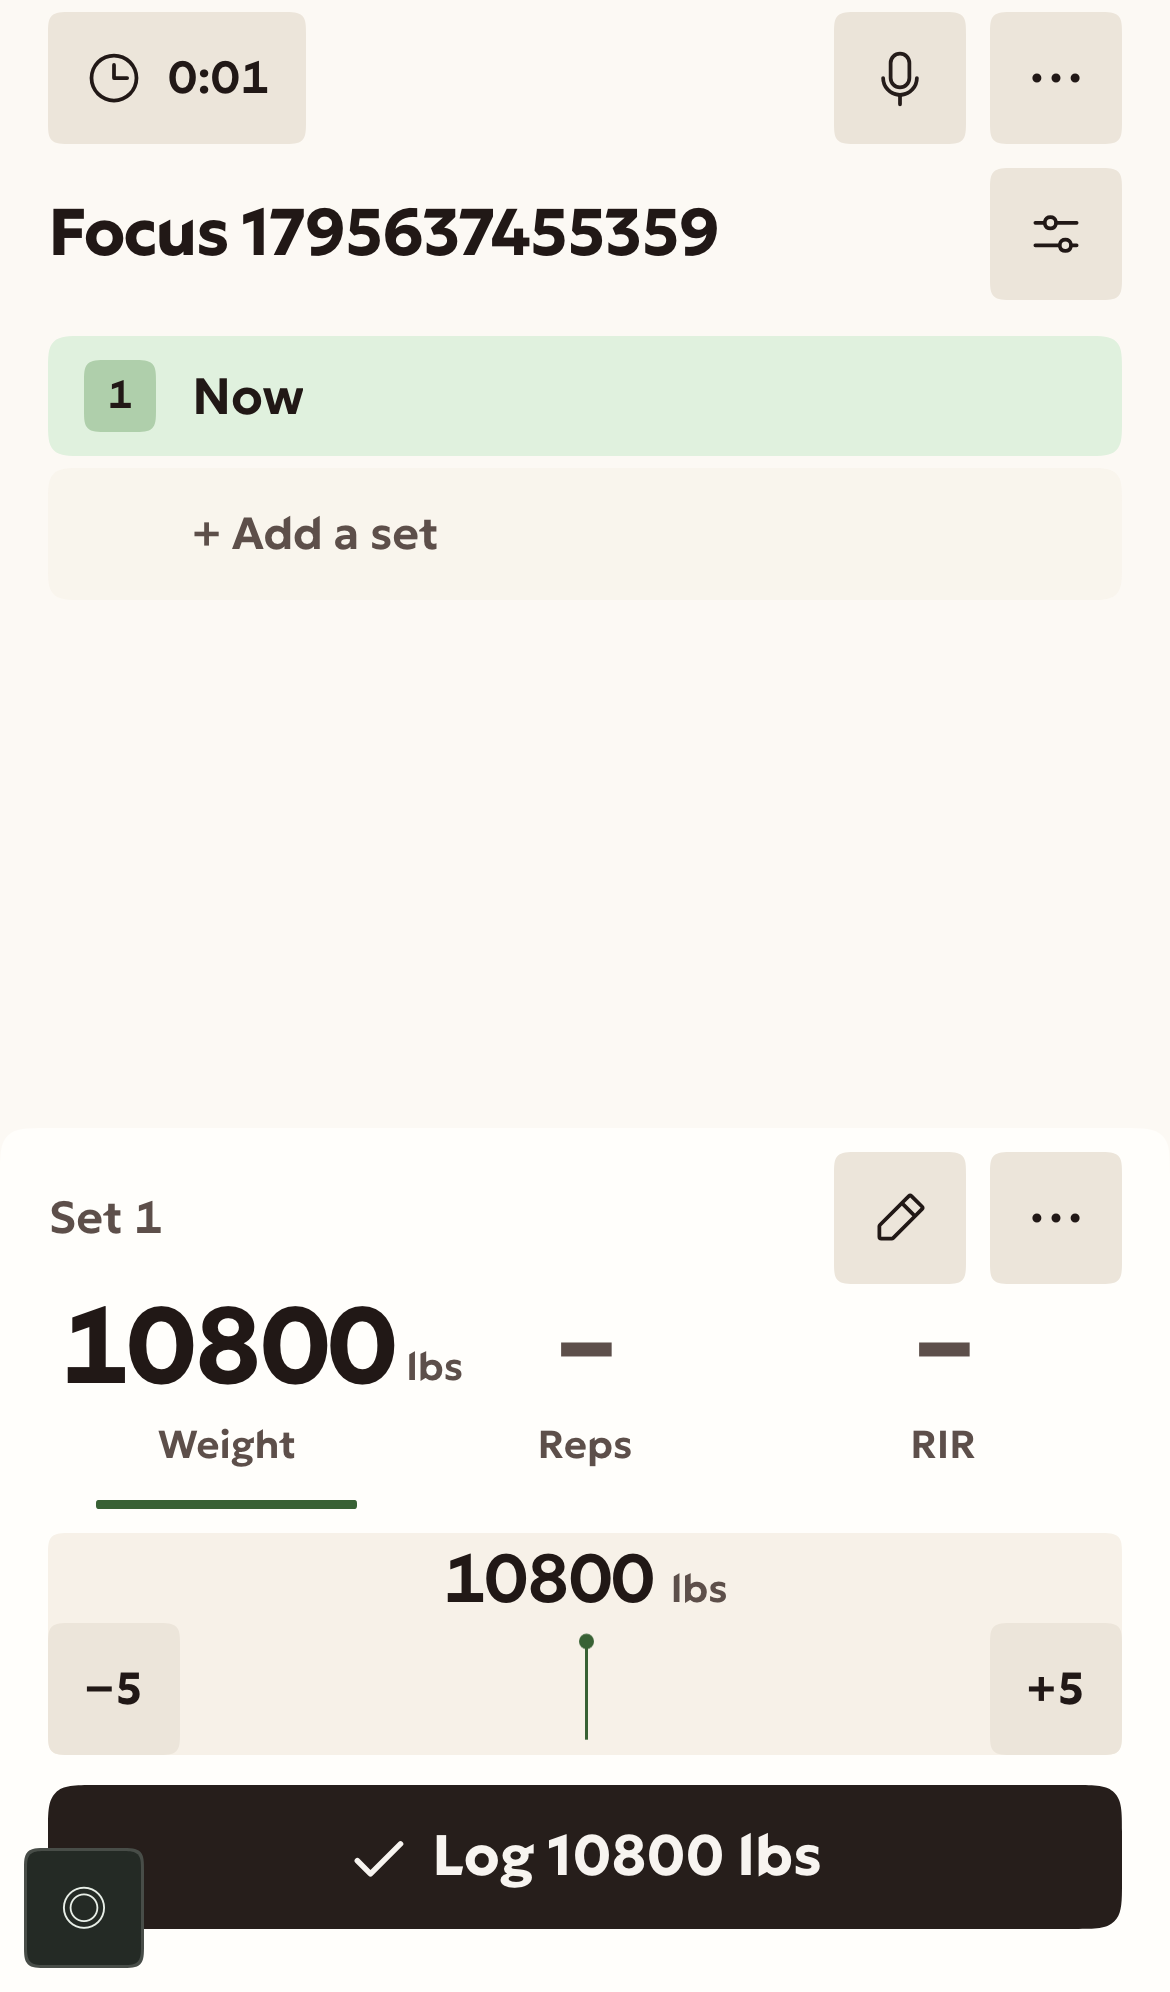 0:01
Focus 1795637455359
1 Now
+ Add a set
Set 1
10800 lbs – –
Weight Reps RIR
10800 lbs
–5 +5
Log 10800 lbs